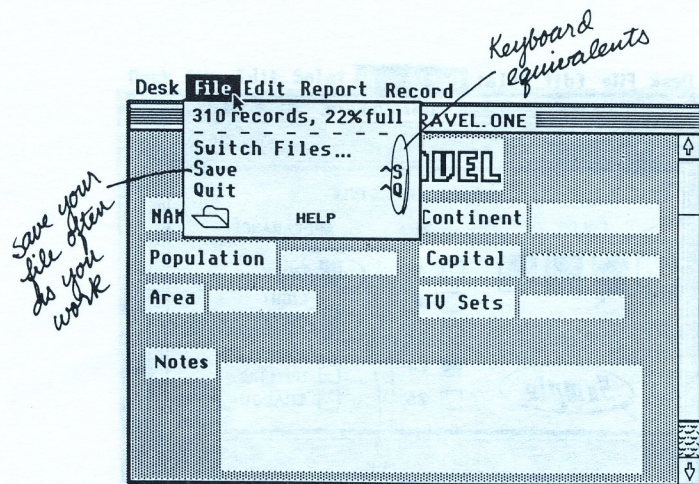 Keyboard
equivalents
Desk File Edit Report Record
310 records, 22% full
RAVEL.ONE
Switch Files...
Save ^S
Quit ^Q
HELP
AVEL
NAM
Continent
Population
Capital
Area
TV Sets
Notes
Save your
file often
as you
work